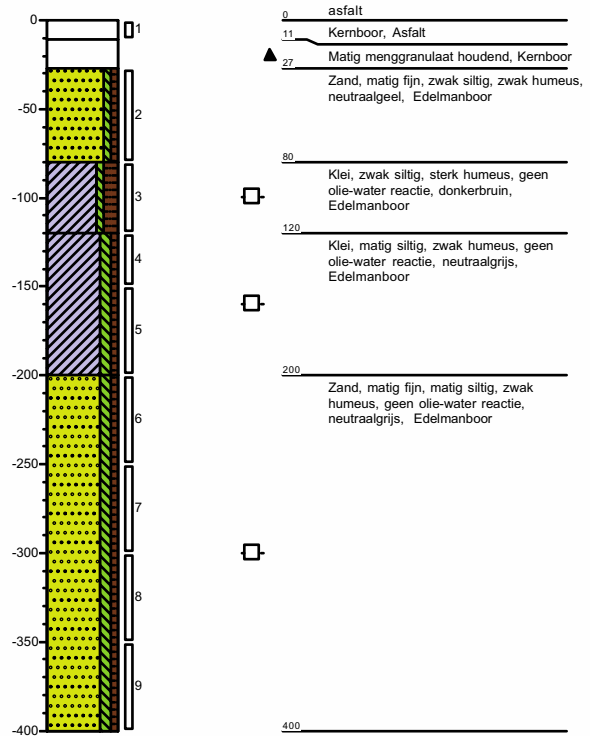 0
-50
-100
-150
-200
-250
-300
-350
-400
1
2
3
4
5
6
7
8
9
0 asfalt
11 Kernboor, Asfalt
Matig menggranulaat houdend, Kernboor
27
Zand, matig fijn, zwak siltig, zwak humeus,
neutraalgeel, Edelmanboor
80
Klei, zwak siltig, sterk humeus, geen
olie-water reactie, donkerbruin,
Edelmanboor
120
Klei, matig siltig, zwak humeus, geen
olie-water reactie, neutraalgrijs,
Edelmanboor
200
Zand, matig fijn, matig siltig, zwak
humeus, geen olie-water reactie,
neutraalgrijs, Edelmanboor
400